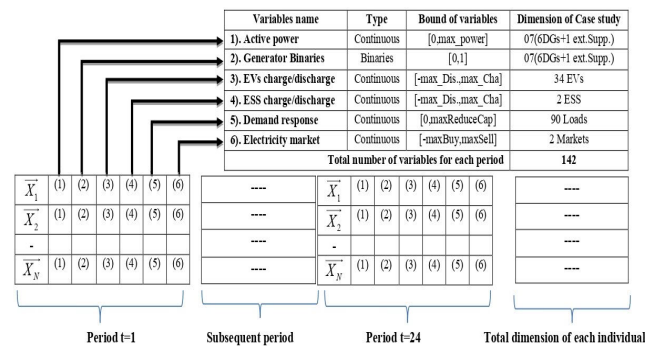 Variables name Type Bound of variables Dimension of Case study
1). Active power Continuous [0,max_power] 07(6DGs+1 ext.Supp.)
2). Generator Binaries Binaries [0,1] 07(6DGs+1 ext.Supp.)
3). EVs charge/discharge Continuous [-max_Dis.,max_Cha] 34 EVs
4). ESS charge/discharge Continuous [-max_Dis.,max_Cha] 2 ESS
5). Demand response Continuous [0,maxReduceCap] 90 Loads
6). Electricity market Continuous [-maxBuy,maxSell] 2 Markets
Total number of variables for each period 142
X₁ (1) (2) (3) (4) (5) (6) ---- X₁ (1) (2) (3) (4) (5) (6) ----
X₂ (1) (2) (3) (4) (5) (6) ---- X₂ (1) (2) (3) (4) (5) (6) ----
- ---- - ----
X_N (1) (2) (3) (4) (5) (6) ---- X_N (1) (2) (3) (4) (5) (6) ----
Period t=1 Subsequent period Period t=24 Total dimension of each individual